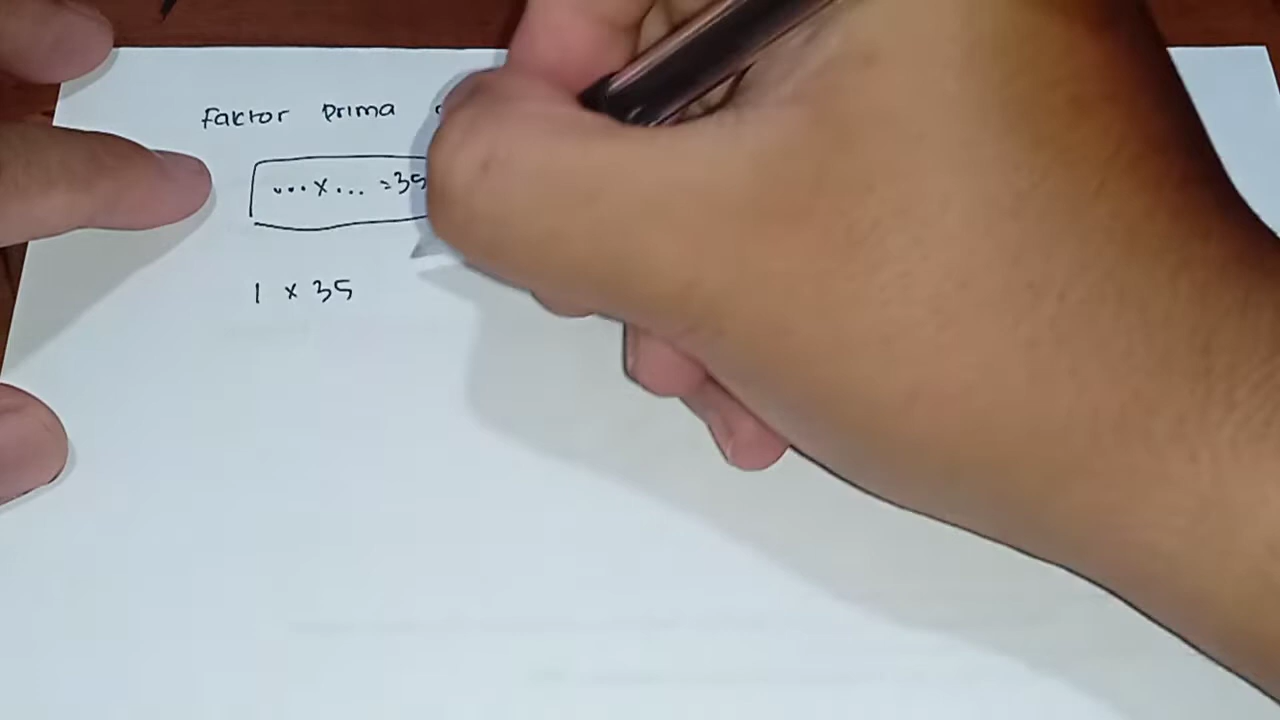 Faktor Prima
...x... =35
1 x 35